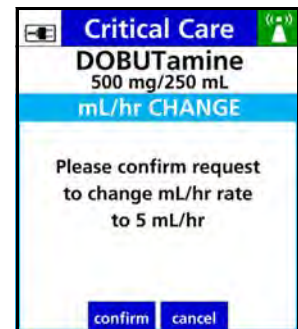 Critical Care
DOBUTamine
500 mg/250 mL
mL/hr CHANGE
Please confirm request
to change mL/hr rate
to 5 mL/hr
confirm cancel